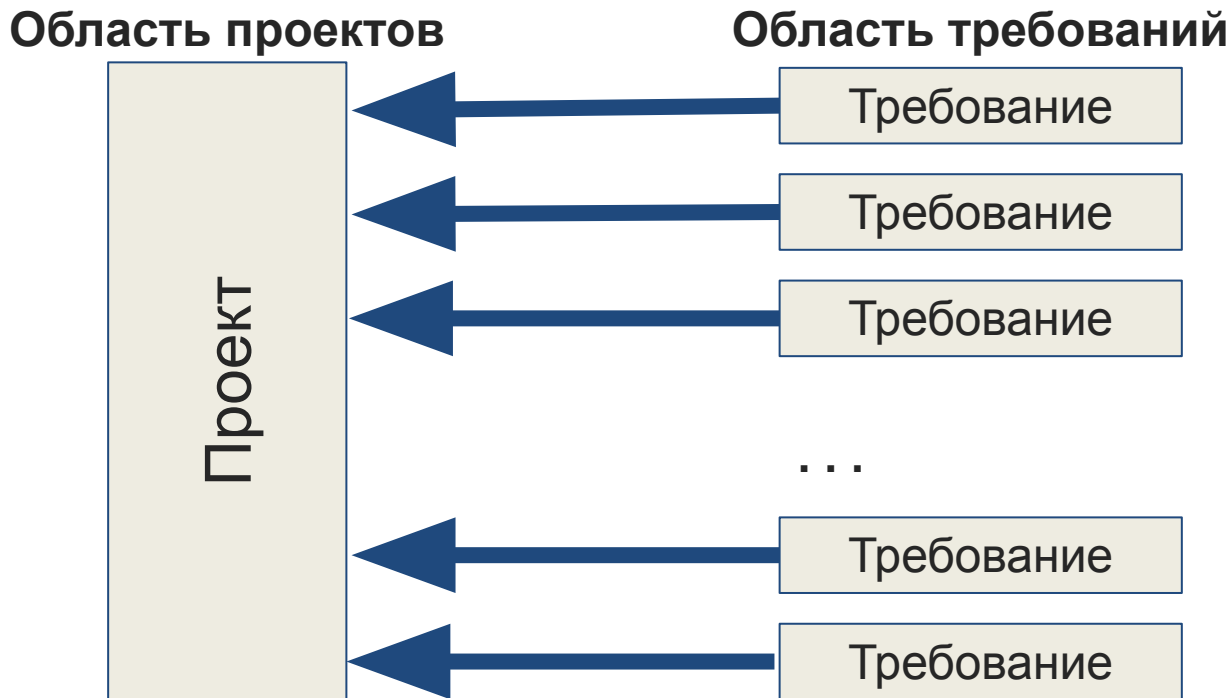 Область проектов
Область требований
Проект
Требование
Требование
Требование
. . .
Требование
Требование